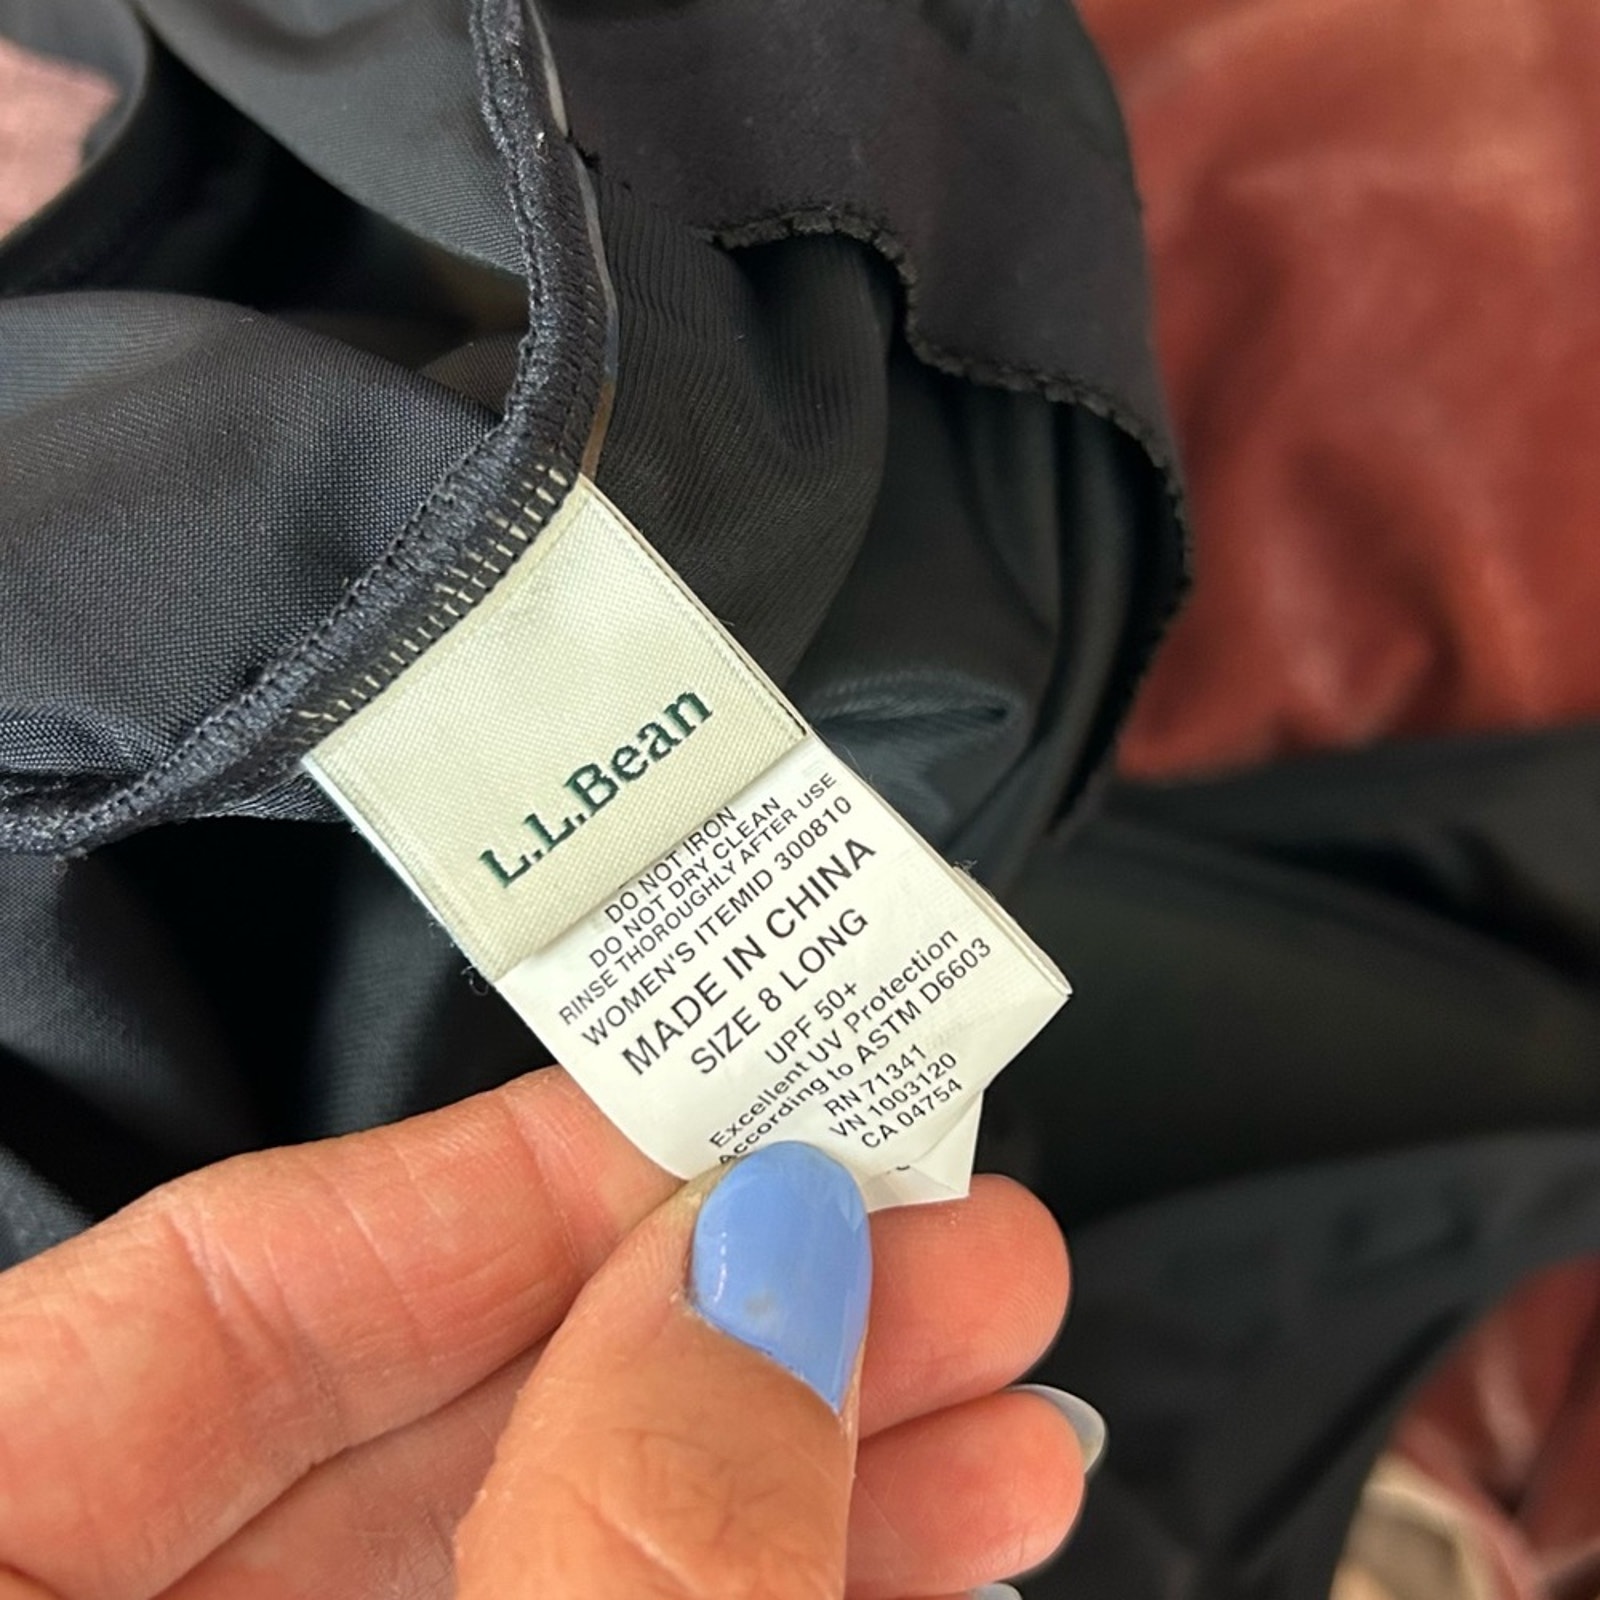 L.L.Bean
DO NOT IRON
DO NOT DRY CLEAN
RINSE THOROUGHLY AFTER USE
WOMEN'S ITEMID 300810
MADE IN CHINA
SIZE 8 LONG
UPF 50+
Excellent UV Protection
According to ASTM D6603
RN 71341
VN 1003120
CA 04754